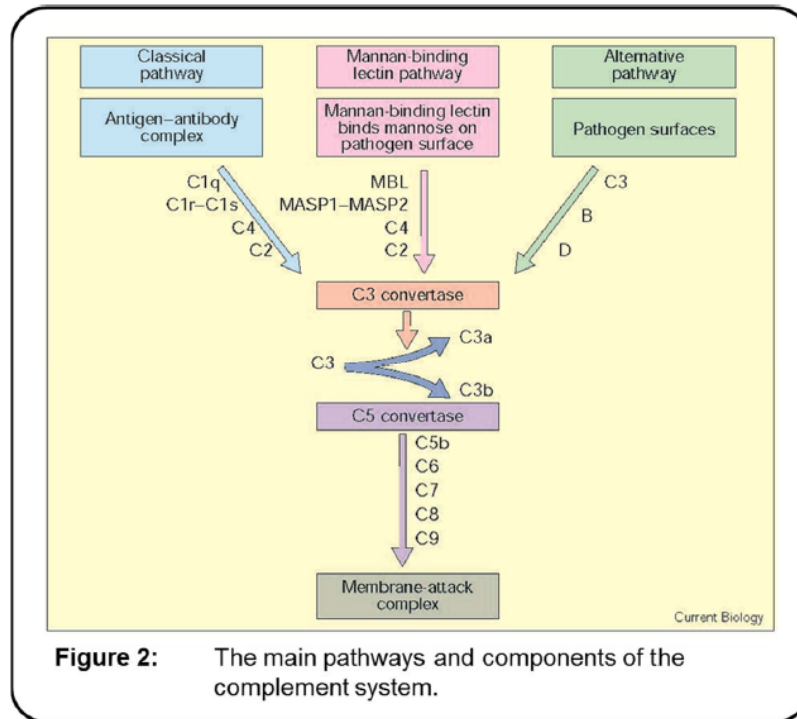 Classical
pathway
Mannan-binding
lectin pathway
Alternative
pathway
Antigen–antibody
complex
Mannan-binding lectin
binds mannose on
pathogen surface
Pathogen surfaces
C1q
C1r–C1s
C4
C2
MBL
MASP1–MASP2
C4
C2
C3
B
D
C3 convertase
C3
C3a
C3b
C5 convertase
C5b
C6
C7
C8
C9
Membrane-attack
complex
Current Biology
Figure 2: The main pathways and components of the
complement system.